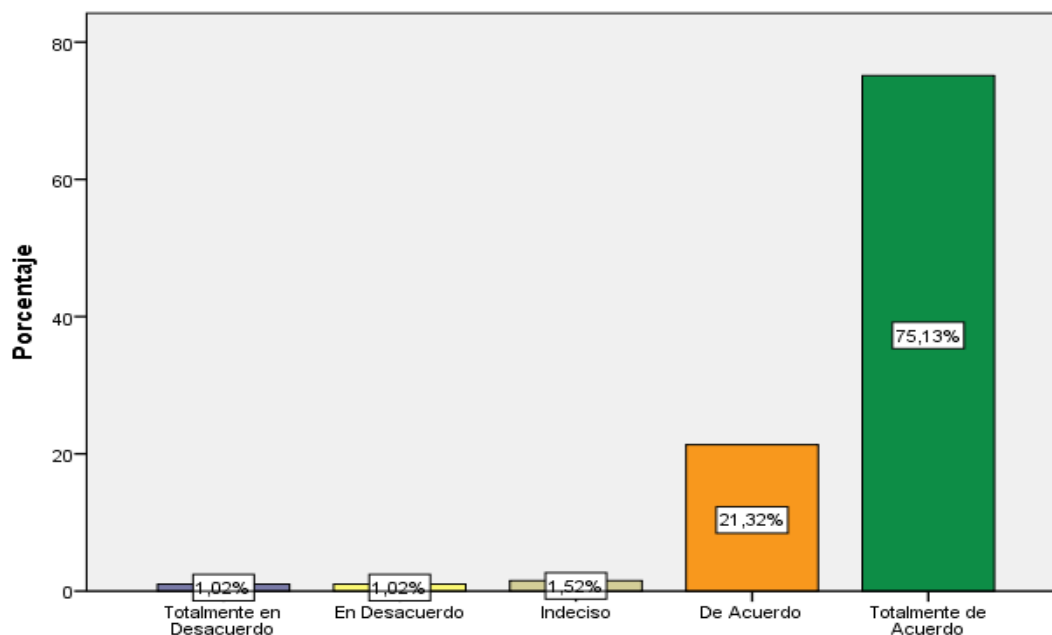 Porcentaje
80
60
40
20
0
1,02%
1,02%
1,52%
21,32%
75,13%
Totalmente en
Desacuerdo
En Desacuerdo
Indeciso
De Acuerdo
Totalmente de
Acuerdo